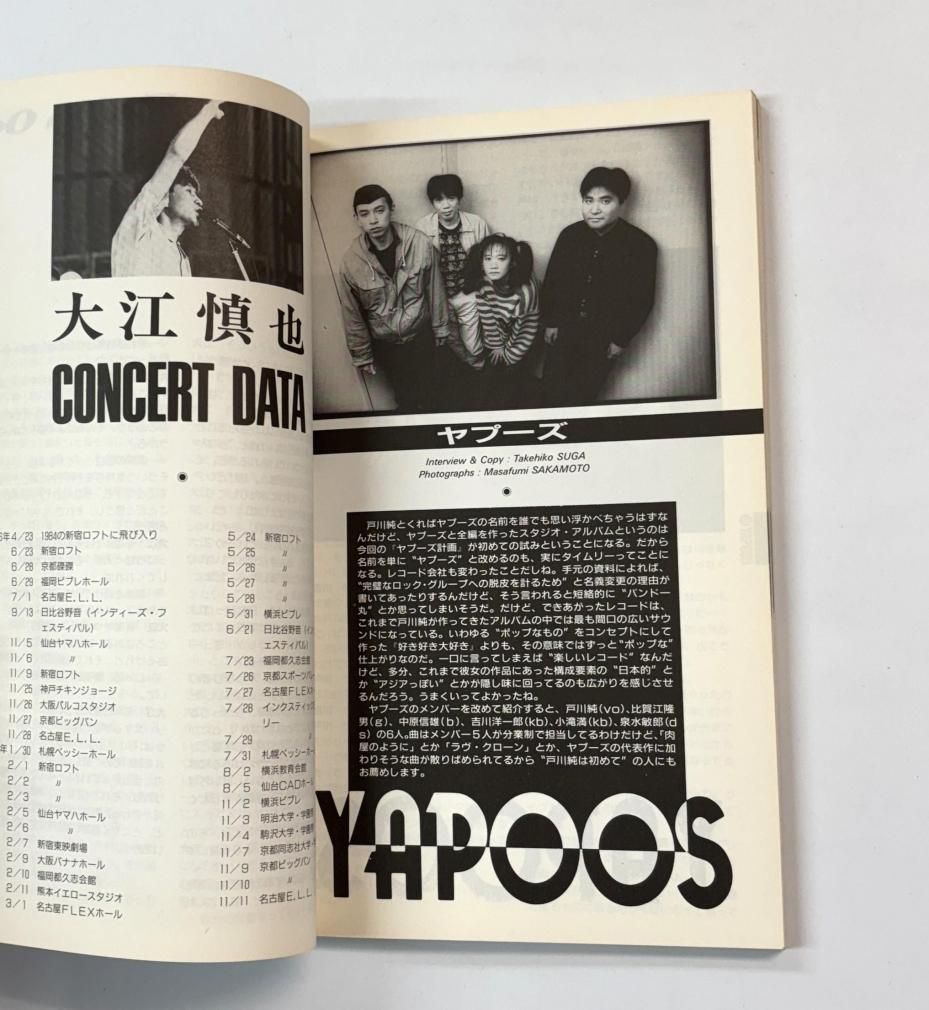 大江慎也
CONCERT DATA
年4/23 1984の新宿ロフトに飛び入り
6/23 新宿ロフト
6/28 京都磔磔
6/29 福岡ビブレホール
7/1 名古屋E.L.L.
9/13 日比谷野音（インディーズ・フ
ェスティバル）
11/5 仙台ヤマハホール
11/6 〃
11/9 新宿ロフト
11/25 神戸チキンジョージ
11/26 大阪パルコスタジオ
11/27 京都ビッグバン
11/28 名古屋E.L.L.
年1/30 札幌ベッシーホール
2/1 新宿ロフト
2/2 〃
2/3 〃
2/5 仙台ヤマハホール
2/6 〃
2/7 新宿東映劇場
2/9 大阪バナナホール
2/10 福岡都久志会館
2/11 熊本イエロースタジオ
3/1 名古屋FLEXホール
5/24 新宿ロフト
5/25 〃
5/26 〃
5/27 〃
5/28 〃
5/31 横浜ビブレ
6/21 日比谷野音（イン
ェスティバル）
7/23 福岡都久志会館
7/26 京都スポーツバレー
7/27 名古屋FLEX
7/28 インクスティック
リー
7/29 〃
7/31 札幌ベッシーホー
8/2 横浜教育会館
8/5 仙台CADホー
11/2 横浜ビブレ
11/3 明治大学・学
11/4 駒沢大学・学
11/7 京都同志社大学・
11/9 京都ビッグバン
11/10 〃
11/11 名古屋E.L.L.
ヤプーズ
Interview & Copy : Takehiko SUGA
Photographs : Masafumi SAKAMOTO
戸川純とくればヤプーズの名前を誰でも思い浮かべちゃうはずな
んだけど、ヤプーズと全編を作ったスタジオ・アルバムというのは
今回の『ヤプーズ計画』が初めての試みということになる。だから
名前を単に“ヤプーズ”と改めるのも、実にタイムリーってことに
なる。レコード会社も変わったことだしね。手元の資料によれば、
“完璧なロック・グループへの脱皮を計るため”と名義変更の理由が
書いてあったりするんだけど、そう言われると短絡的に“バンド一
丸”とか思ってしまいそうだ。だけど、できあがったレコードは、
これまで戸川純が作ってきたアルバムの中では最も間口の広いサウ
ンドになっている。いわゆる“ポップなもの”をコンセプトにして
作った『好き好き大好き』よりも、その意味ではずっと“ポップな”
仕上がりなのだ。一口に言ってしまえば“楽しいレコード”なんだ
けど、多分、これまで彼女の作品にあった構成要素の“日本的”と
か“アジアっぽい”とかが隠し味に回ってるのも広がりを感じさせ
るんだろう。うまくいってよかったね。
ヤプーズのメンバーを改めて紹介すると、戸川純(vo)、比賀江隆
男(g)、中原信雄(b)、吉川洋一郎(kb)、小滝満(kb)、泉水敏郎(d
s)の6人。曲はメンバー5人が分業制で担当してるわけだけど、「肉
屋のように」とか「ラヴ・クローン」とか、ヤプーズの代表作に加
わりそうな曲が散りばめられてるから“戸川純は初めて”の人にも
お薦めします。
YAPOOS